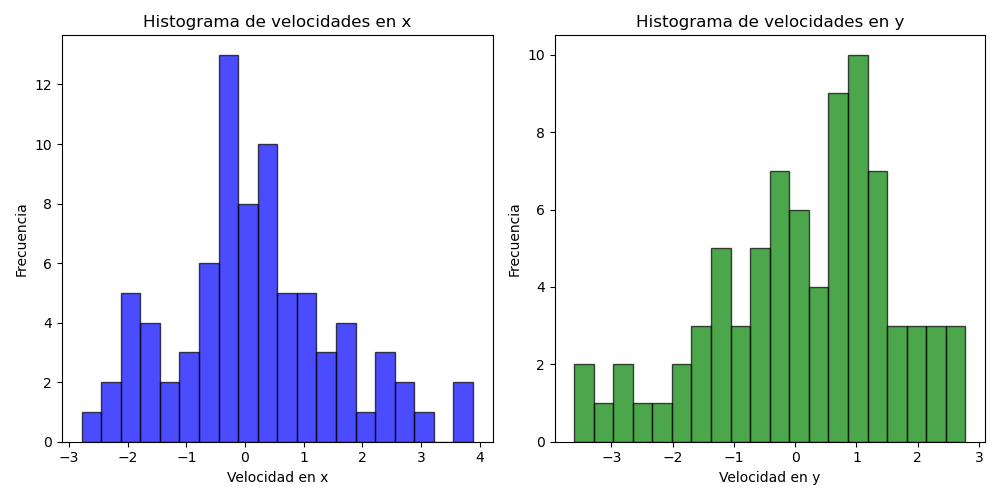 Histograma de velocidades en x
Frecuencia
12
10
8
6
4
2
0
−3 −2 −1 0 1 2 3 4
Velocidad en x
Histograma de velocidades en y
Frecuencia
10
8
6
4
2
0
−3 −2 −1 0 1 2 3
Velocidad en y